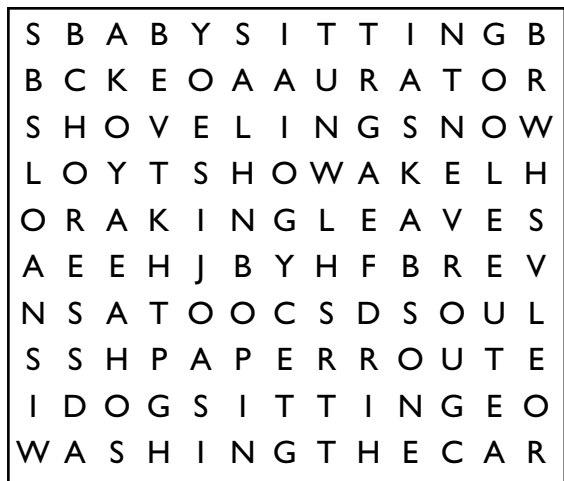 S B A B Y S I T T I N G B
B C K E O A A U R A T O R
S H O V E L I N G S N O W
L O Y T S H O W A K E L H
O R A K I N G L E A V E S
A E E H J B Y H F B R E V
N S A T O O C S D S O U L
S S H P A P E R R O U T E
I D O G S I T T I N G E O
W A S H I N G T H E C A R